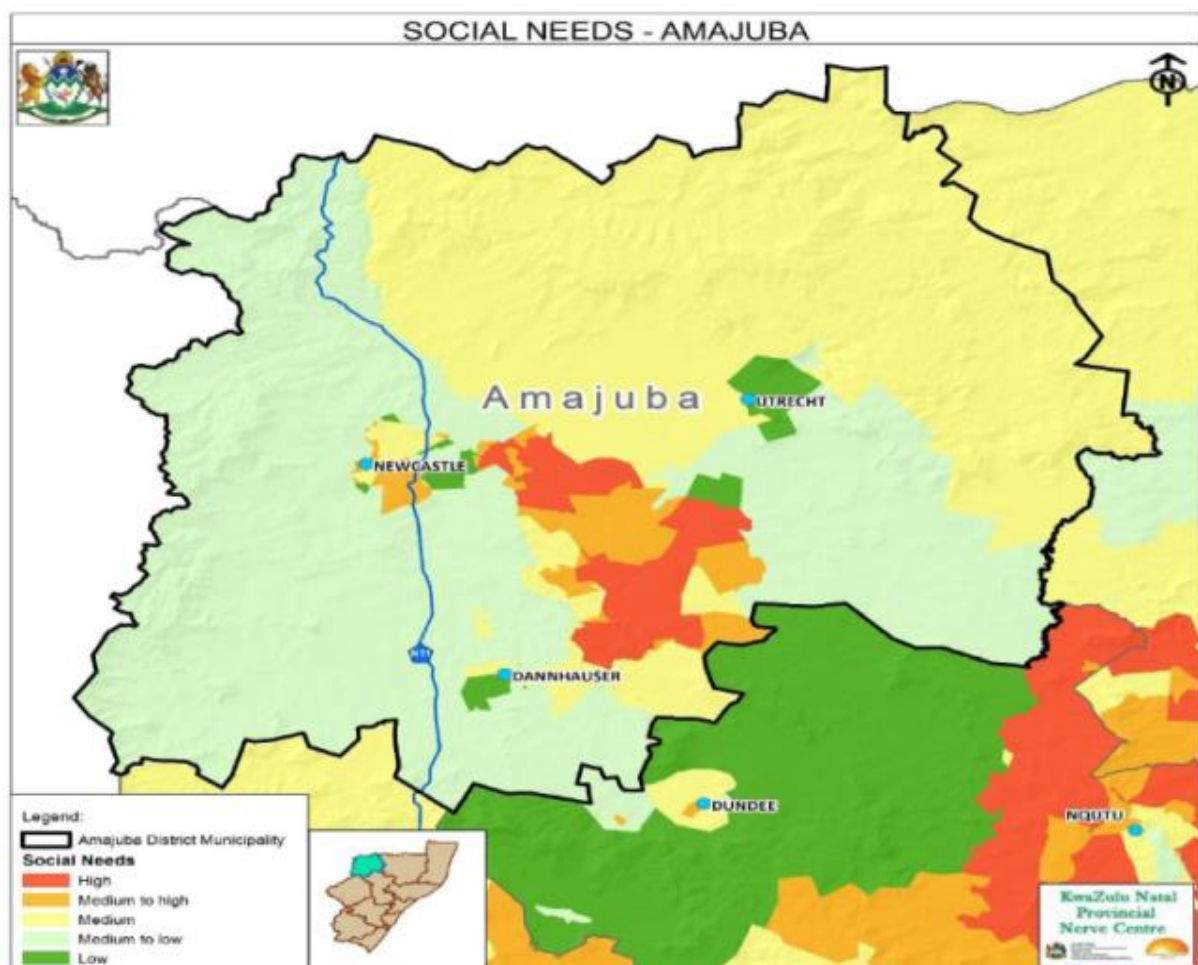 SOCIAL NEEDS - AMAJUBA
N
Amajuba
UTRECHT
NEWCASTLE
N11
DANNHAUSER
DUNDEE
NQUTU
Legend:
Amajuba District Municipality
Social Needs
High
Medium to high
Medium
Medium to low
Low
KwaZulu Natal
Provincial
Nerve Centre